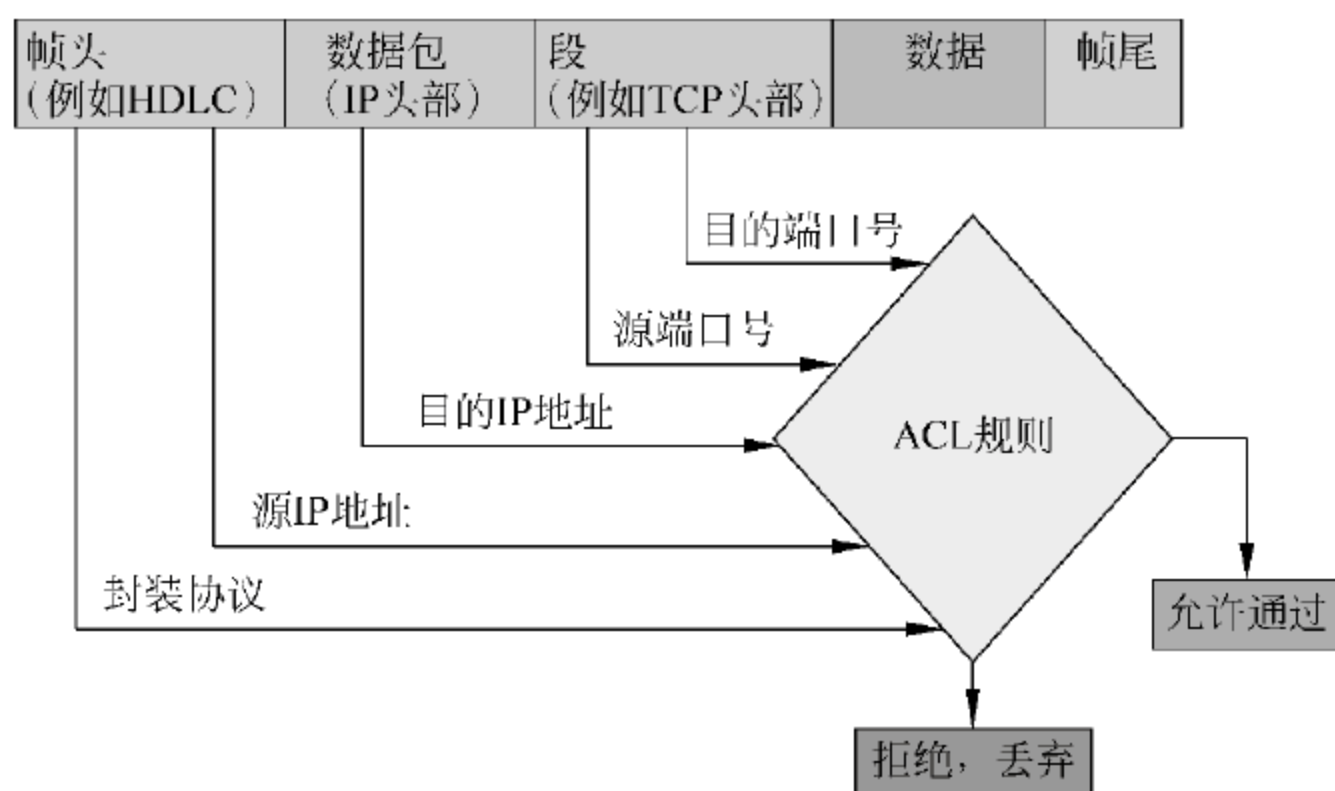 帧头
（例如HDLC）
数据包
（IP头部）
段
（例如TCP头部）
数据
帧尾
目的端口号
源端口号
目的IP地址
源IP地址
封装协议
ACL规则
允许通过
拒绝，丢弃